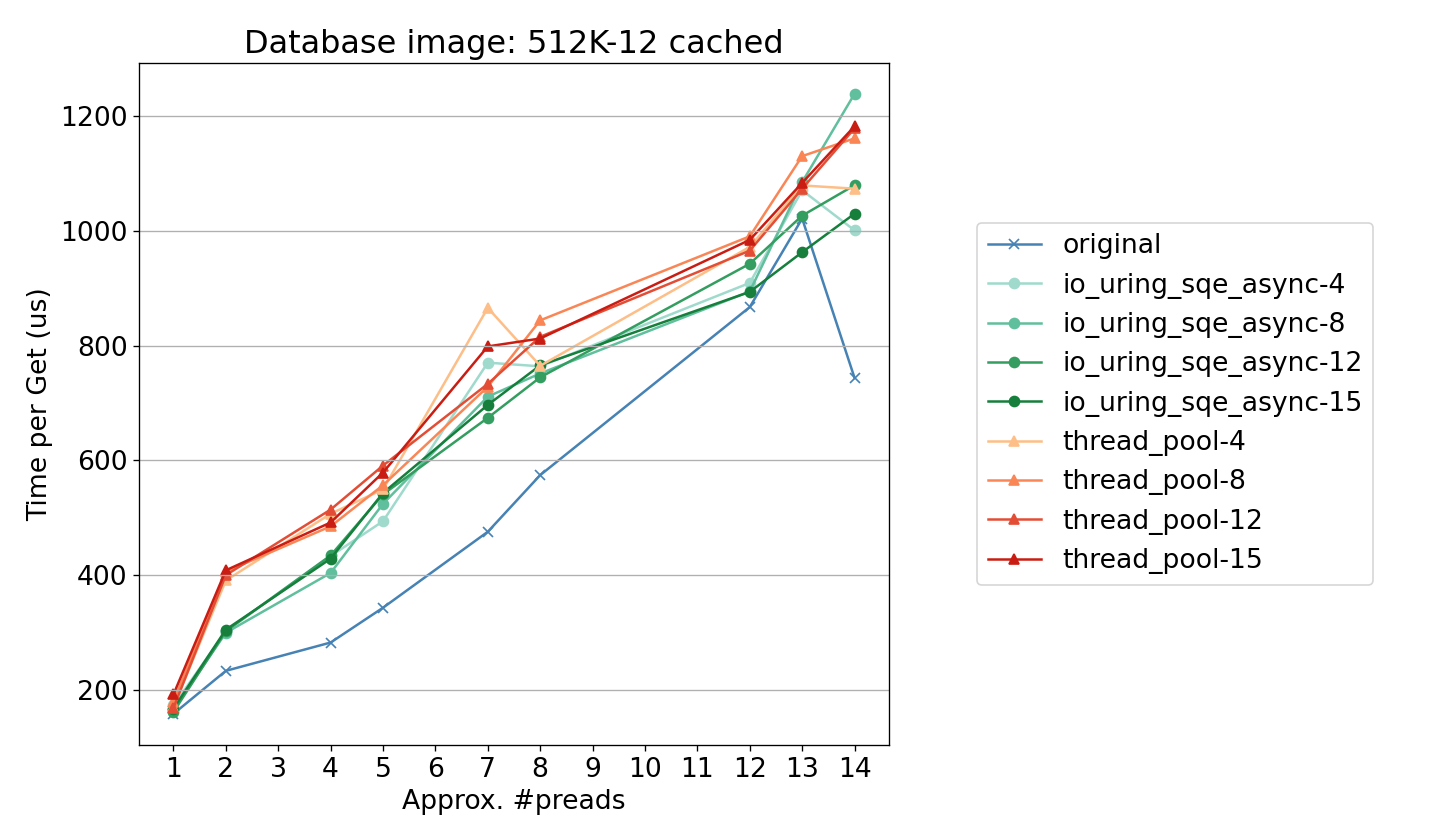 Database image: 512K-12 cached
1200
1000
800
600
400
200
Time per Get (us)
1 2 3 4 5 6 7 8 9 10 11 12 13 14
Approx. #preads
original
io_uring_sqe_async-4
io_uring_sqe_async-8
io_uring_sqe_async-12
io_uring_sqe_async-15
thread_pool-4
thread_pool-8
thread_pool-12
thread_pool-15